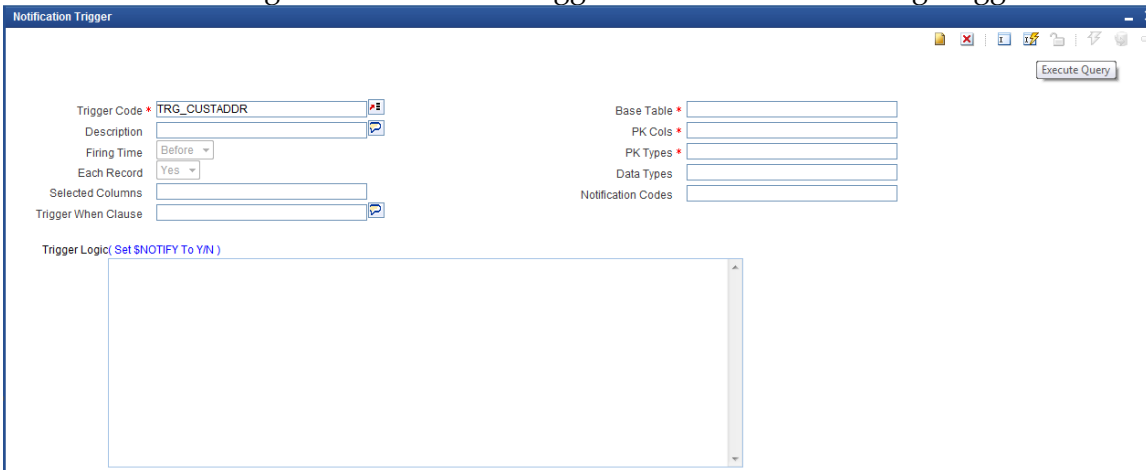 Notification Trigger
Execute Query
Trigger Code * TRG_CUSTADDR
Description
Firing Time Before
Each Record Yes
Selected Columns
Trigger When Clause
Base Table *
PK Cols *
PK Types *
Data Types
Notification Codes
Trigger Logic( Set $NOTIFY To Y/N )